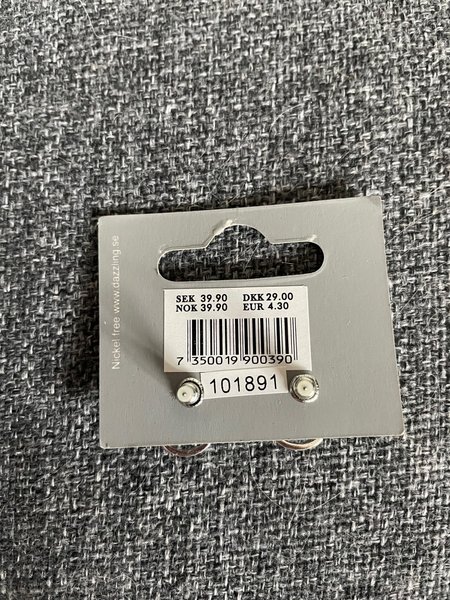 SEK 39.90 DKK 29.00
NOK 39.90 EUR 4.30
7 350019 900390
101891
Nickel free www.dazzling.se